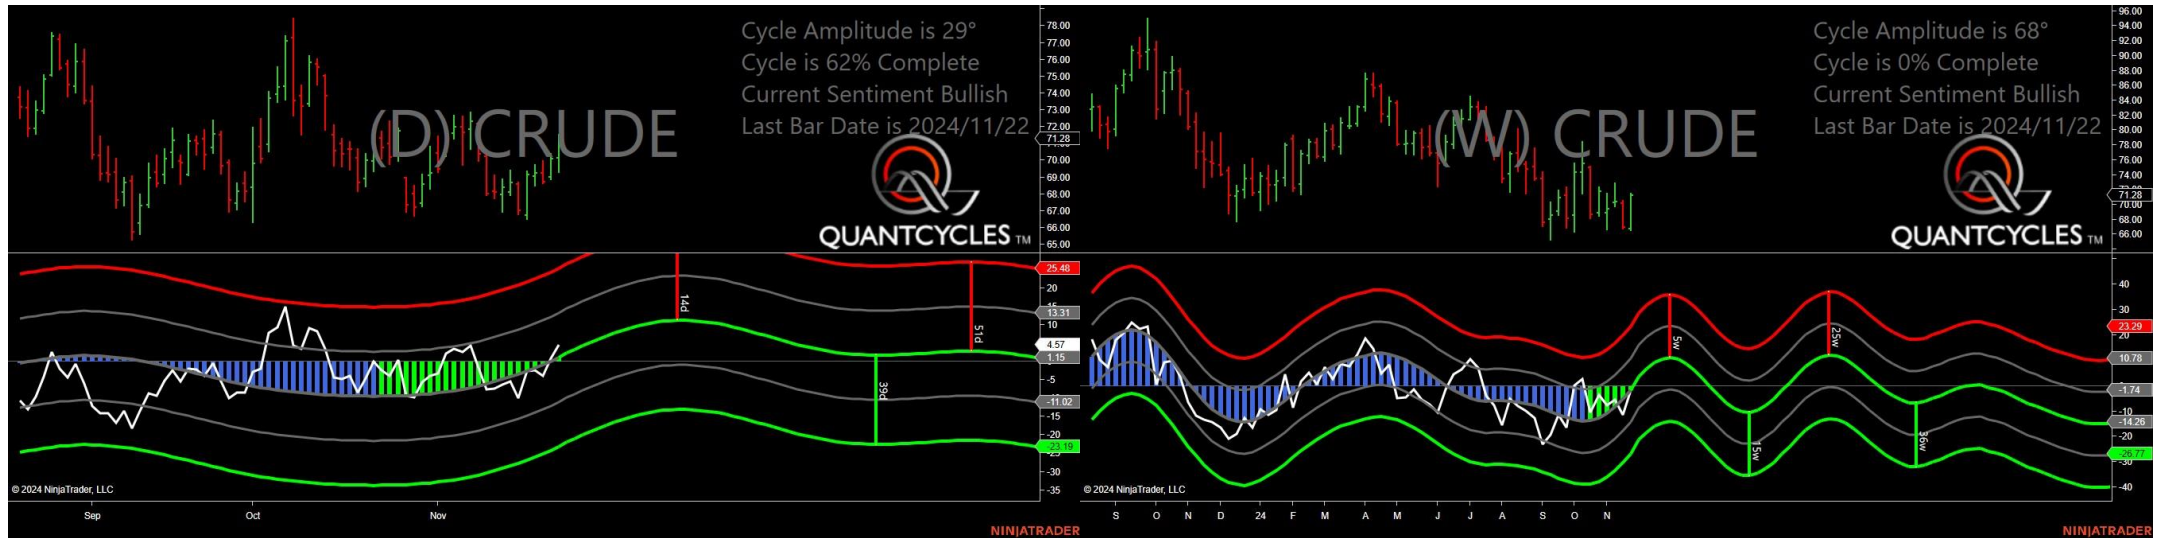 Cycle Amplitude is 29°
Cycle is 62% Complete
Current Sentiment Bullish
Last Bar Date is 2024/11/22
(D) CRUDE
QUANTCYCLES TM
78.00
77.00
76.00
75.00
74.00
73.00
72.00
71.28
70.00
69.00
68.00
67.00
66.00
65.00
25.48
20
15
13.31
10
4.57
1.15
-5
-11.02
-15
-20
-23.19
-25
-30
-35
14d
39d
51d
© 2024 NinjaTrader, LLC
Sep Oct Nov
NINJATRADER
Cycle Amplitude is 68°
Cycle is 0% Complete
Current Sentiment Bullish
Last Bar Date is 2024/11/22
(W) CRUDE
QUANTCYCLES TM
96.00
94.00
92.00
90.00
88.00
86.00
84.00
82.00
80.00
78.00
76.00
74.00
72.00
71.28
70.00
68.00
66.00
40
30
23.29
20
10.78
-1.74
-10
-14.26
-20
-26.77
-30
-40
5w
15w
25w
36w
© 2024 NinjaTrader, LLC
S O N D 24 F M A M J J A S O N
NINJATRADER